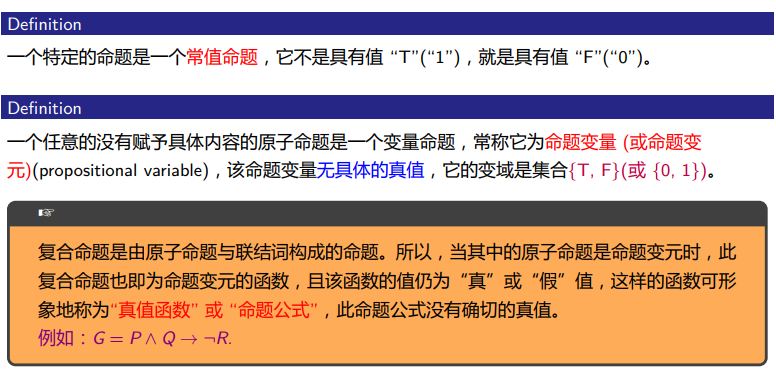 Definition
一个特定的命题是一个常值命题，它不是具有值 “T”(“1”)，就是具有值 “F”(“0”)。
Definition
一个任意的没有赋予具体内容的原子命题是一个变量命题，常称它为命题变量 (或命题变
元)(propositional variable)，该命题变量无具体的真值，它的变域是集合{T, F}(或 {0, 1})。
复合命题是由原子命题与联结词构成的命题。所以，当其中的原子命题是命题变元时，此
复合命题也即为命题变元的函数，且该函数的值仍为“真”或“假”值，这样的函数可形
象地称为“真值函数” 或 “命题公式”，此命题公式没有确切的真值。
例如：G = P ∧ Q → ¬R.